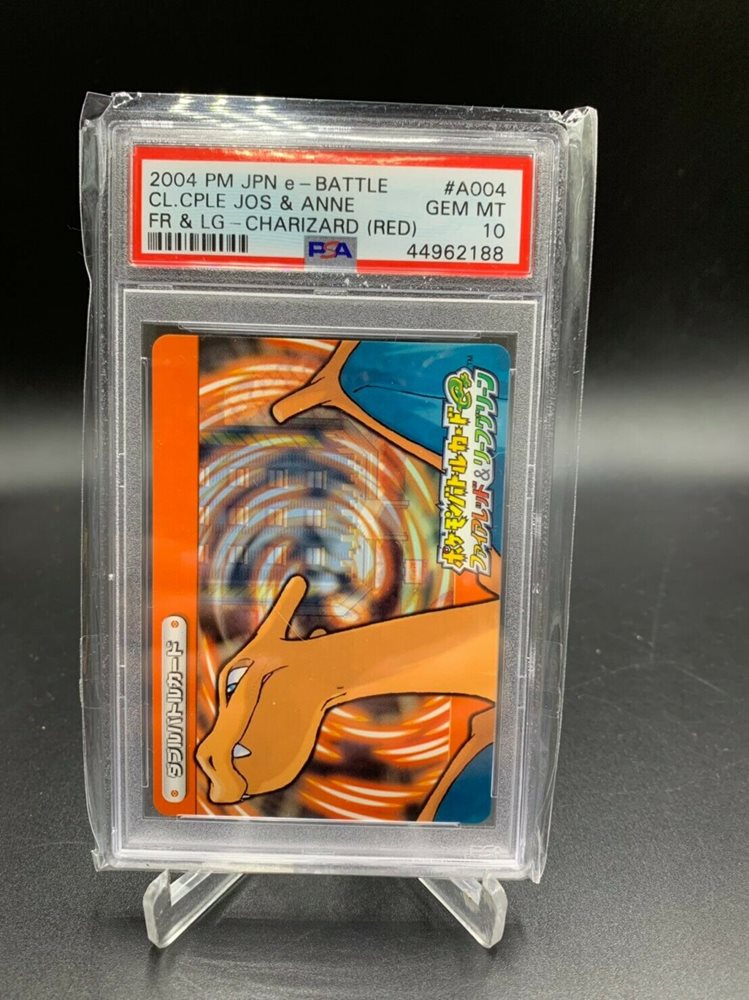 2004 PM JPN e-BATTLE #A004
CL.CPLE JOS & ANNE GEM MT
FR & LG-CHARIZARD (RED) 10
PSA 44962188
ポケモンバトルカードe+™
ファイアレッド&リーフグリーン
ダブルバトルカード